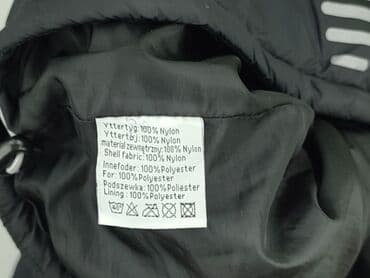 Yttertyg: 100% Nylon
Yttertøj: 100% Nylon
materiał zewnętrzny: 100% Nylon
Shell fabric: 100% Nylon
Innefoder: 100%Polyester
For: 100%Polyester
Podszewka: 100%Poliester
Lining: 100%Polyester